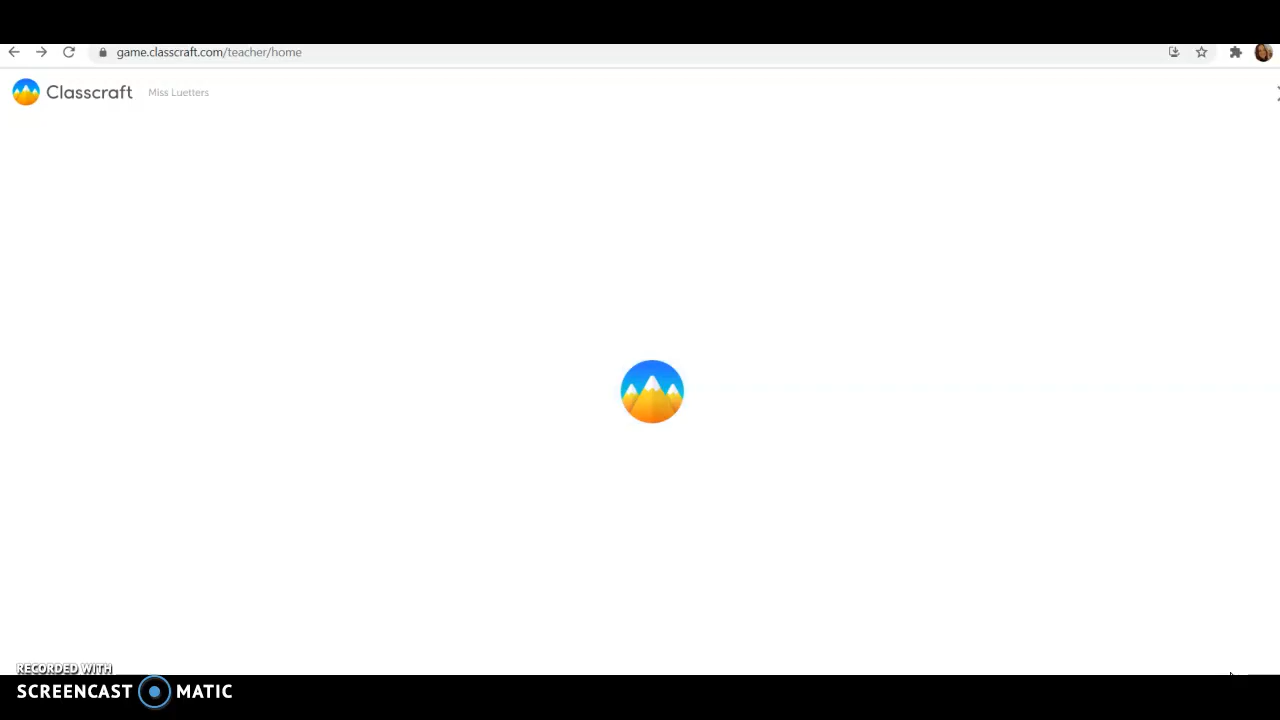 game.classcraft.com/teacher/home
Classcraft Miss Luetters
RECORDED WITH
SCREENCAST MATIC